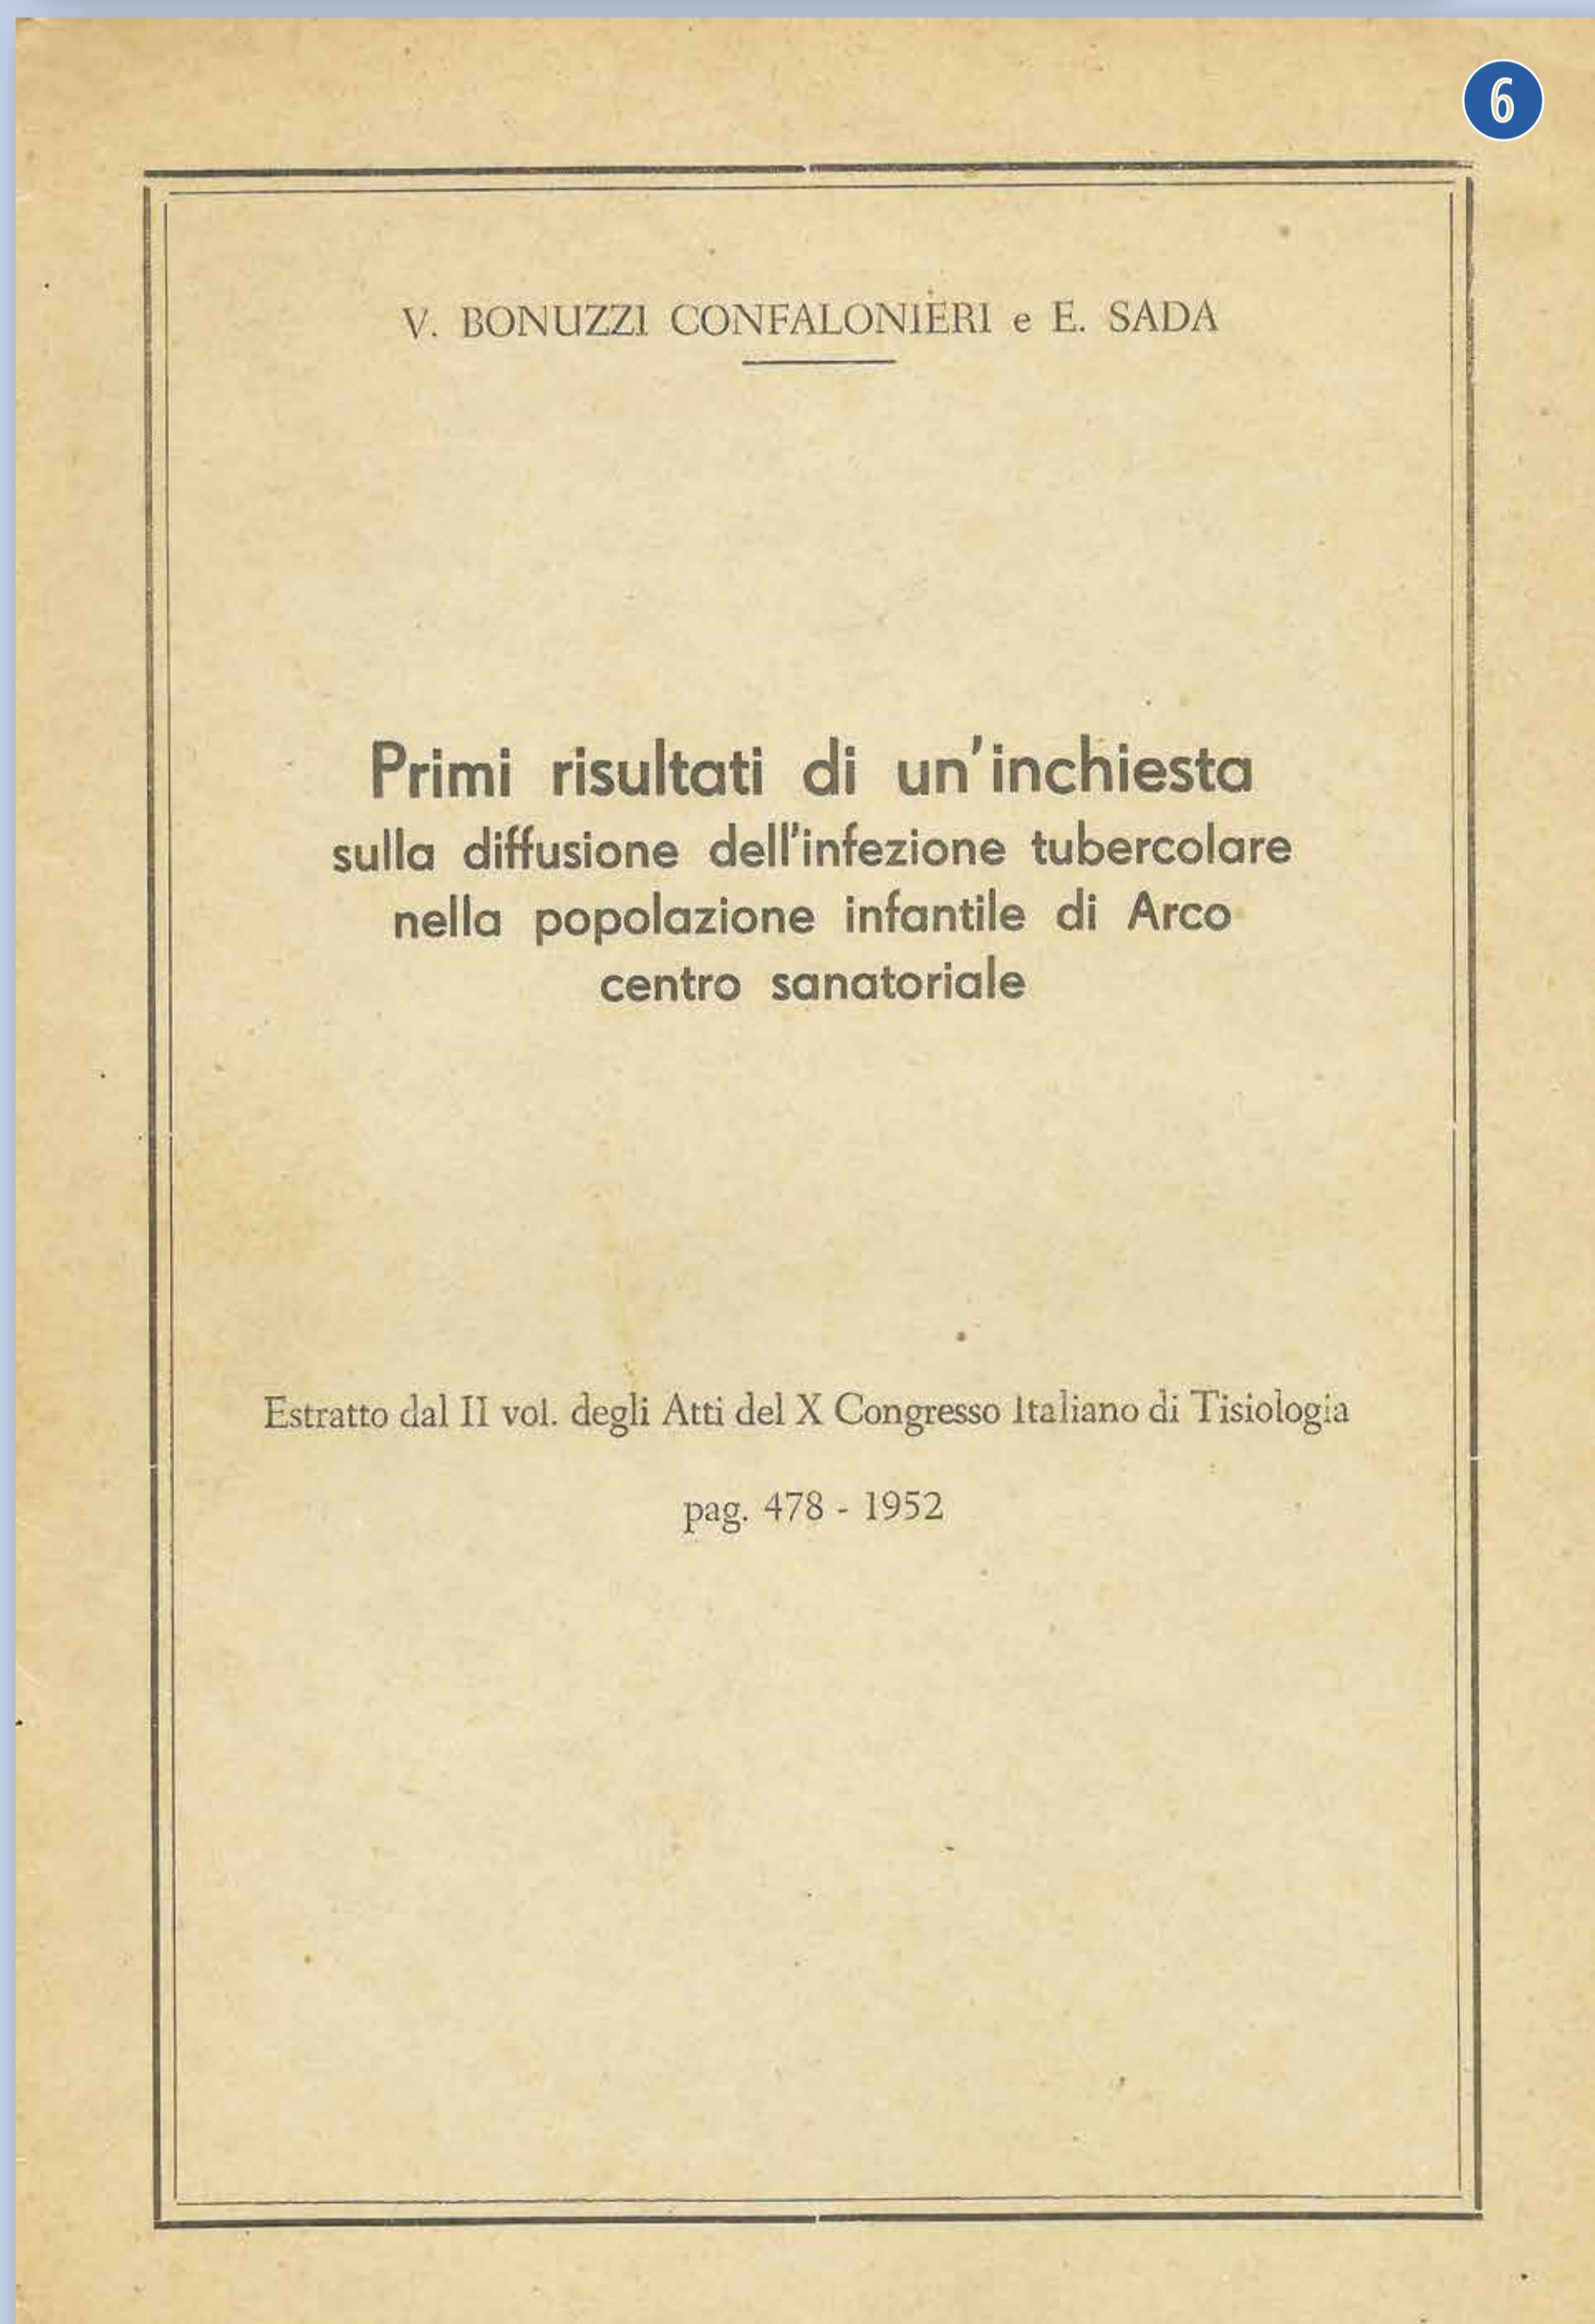 6
V. BONUZZI CONFALONIERI e E. SADA
Primi risultati di un'inchiesta
sulla diffusione dell'infezione tubercolare
nella popolazione infantile di Arco
centro sanatoriale
Estratto dal II vol. degli Atti del X Congresso Italiano di Tisiologia
pag. 478 - 1952